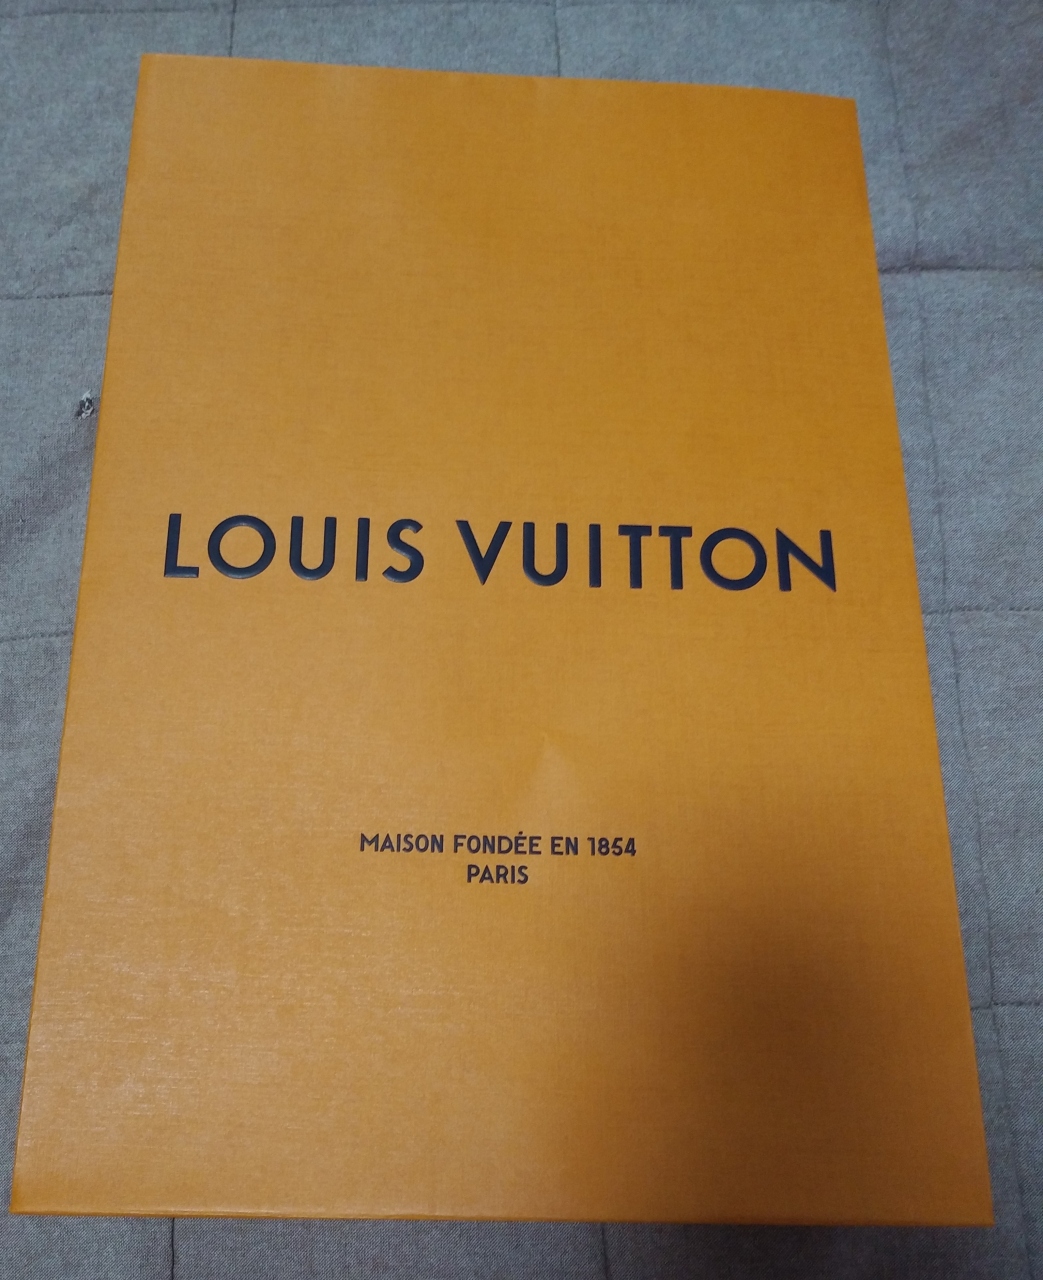 LOUIS VUITTON
MAISON FONDÉE EN 1854
PARIS